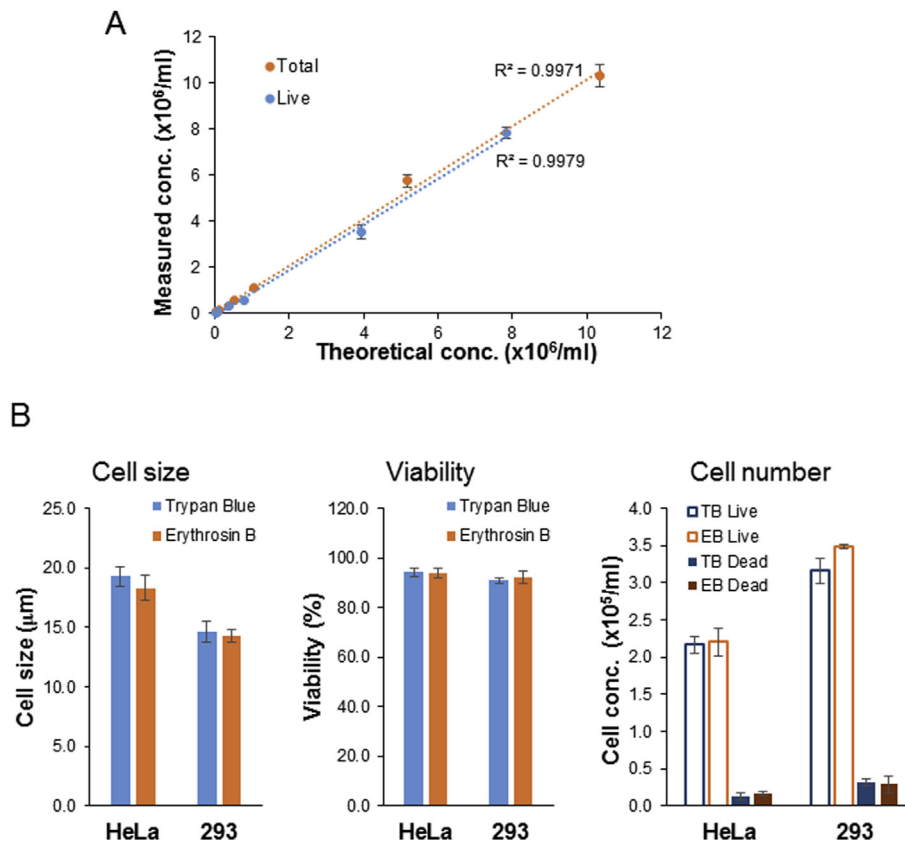 A
Measured conc. (x10⁶/ml)
12
10
8
6
4
2
0
Total
Live
R² = 0.9971
R² = 0.9979
0 2 4 6 8 10 12
Theoretical conc. (x10⁶/ml)
B
Cell size
Cell size (µm)
25.0
20.0
15.0
10.0
5.0
0.0
Trypan Blue
Erythrosin B
HeLa 293
Viability
Viability (%)
120.0
100.0
80.0
60.0
40.0
20.0
0.0
Trypan Blue
Erythrosin B
HeLa 293
Cell number
Cell conc. (x10⁵/ml)
4.0
3.5
3.0
2.5
2.0
1.5
1.0
0.5
0.0
TB Live
EB Live
TB Dead
EB Dead
HeLa 293